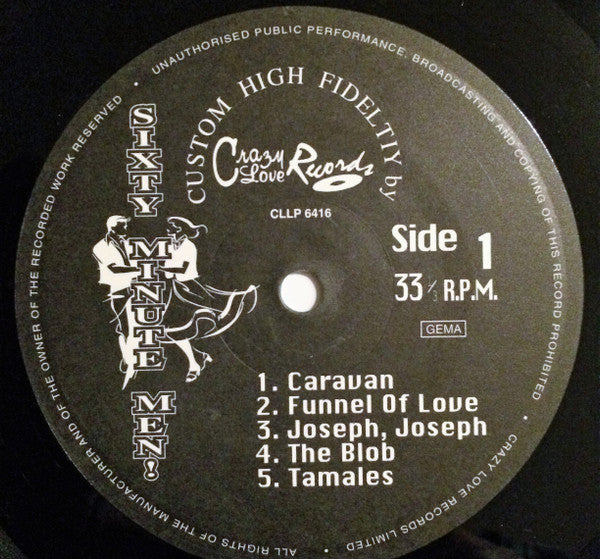 UNAUTHORISED PUBLIC PERFORMANCE, BROADCASTING AND COPYING OF THIS RECORD PROHIBITED • CRAZY LOVE RECORDS LIMITED •
ALL RIGHTS OF THE MANUFACTURER AND OF THE OWNER OF THE RECORDED WORK RESERVED •
CUSTOM HIGH FIDELTIY by
Crazy Love Records
CLLP 6416
SIXTY MINUTE MEN!
Side 1
33 1/3 R.P.M.
GEMA
1. Caravan
2. Funnel Of Love
3. Joseph, Joseph
4. The Blob
5. Tamales